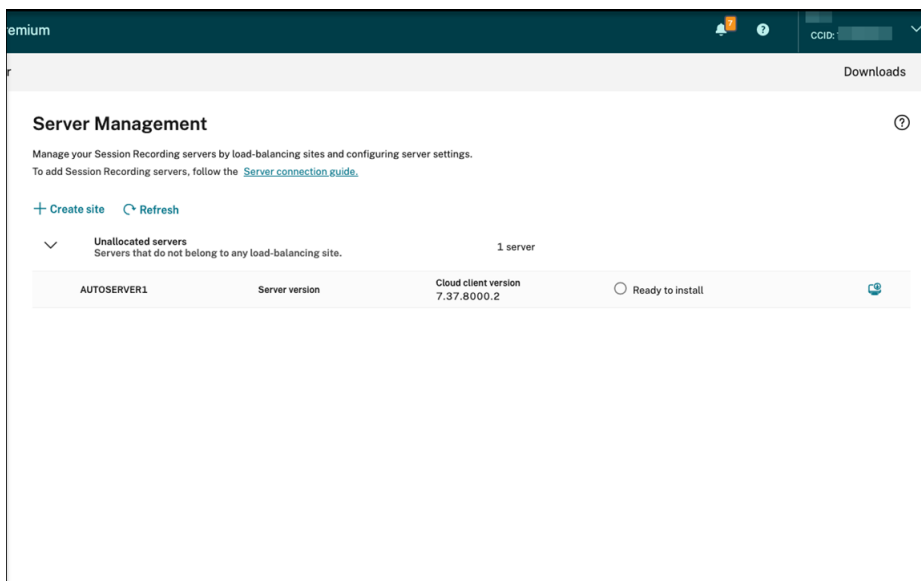 emium
7
?
CCID:
r
Downloads
Server Management
?
Manage your Session Recording servers by load-balancing sites and configuring server settings.
To add Session Recording servers, follow the Server connection guide.
+ Create site Refresh
Unallocated servers
Servers that do not belong to any load-balancing site.
1 server
AUTOSERVER1
Server version
Cloud client version
7.37.8000.2
Ready to install